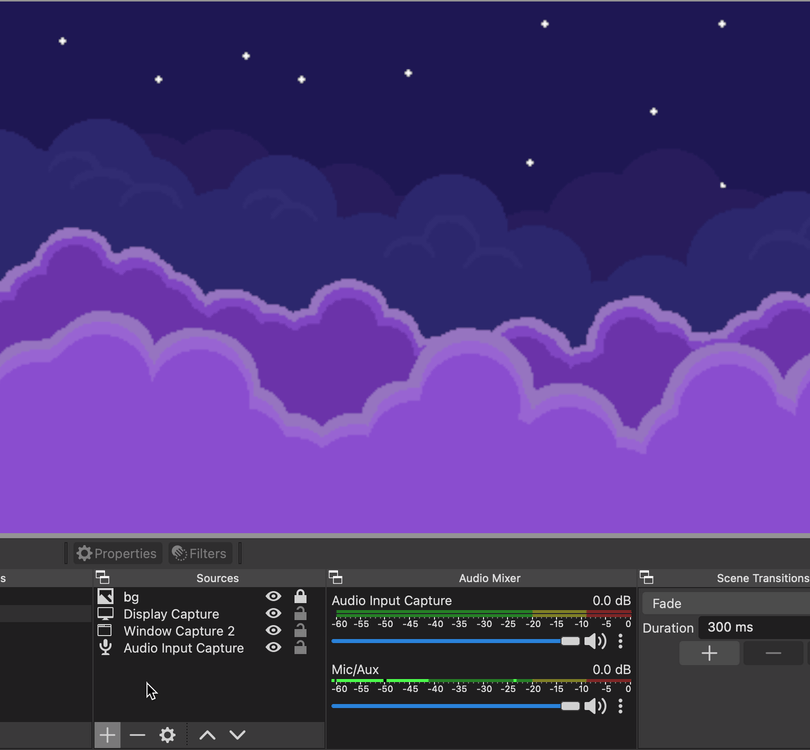 Properties Filters
s Sources Audio Mixer Scene Transitions
bg
Display Capture
Window Capture 2
Audio Input Capture
Audio Input Capture 0.0 dB
-60 -55 -50 -45 -40 -35 -30 -25 -20 -15 -10 -5 0
Mic/Aux 0.0 dB
-60 -55 -50 -45 -40 -35 -30 -25 -20 -15 -10 -5 0
Fade
Duration 300 ms